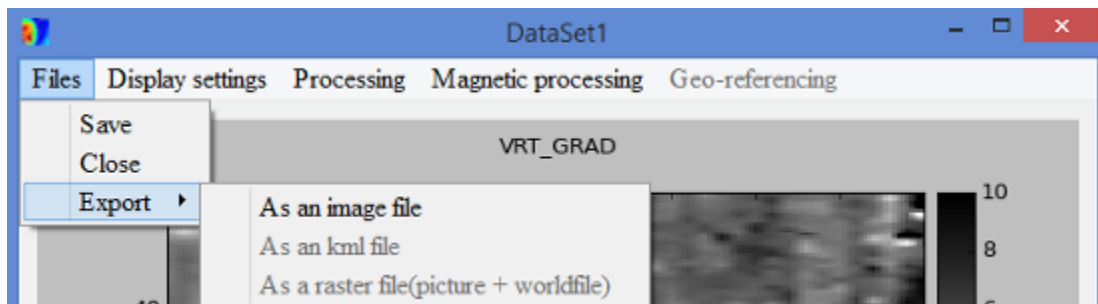 DataSet1
Files Display settings Processing Magnetic processing Geo-referencing
Save
Close
Export
VRT_GRAD
As an image file
As an kml file
As a raster file(picture + worldfile)
10
8